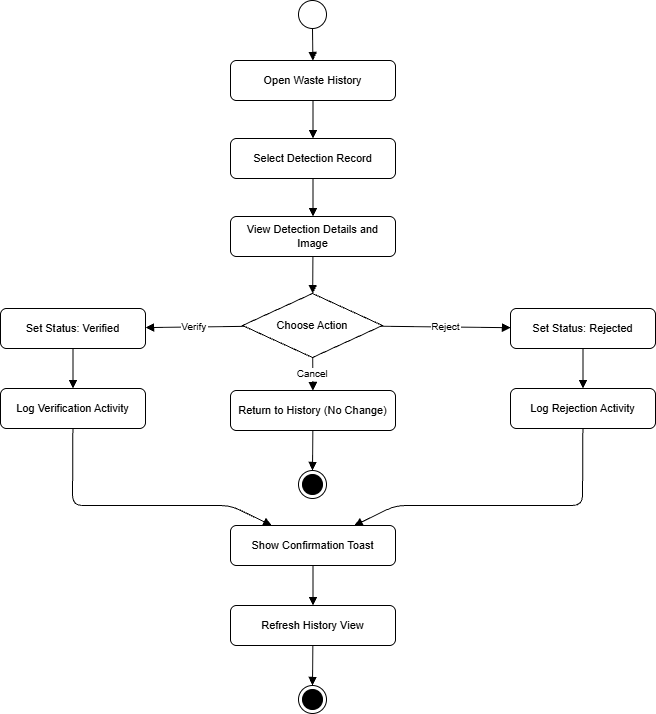 Open Waste History
Select Detection Record
View Detection Details and
Image
Choose Action
Verify
Reject
Cancel
Set Status: Verified
Set Status: Rejected
Log Verification Activity
Return to History (No Change)
Log Rejection Activity
Show Confirmation Toast
Refresh History View